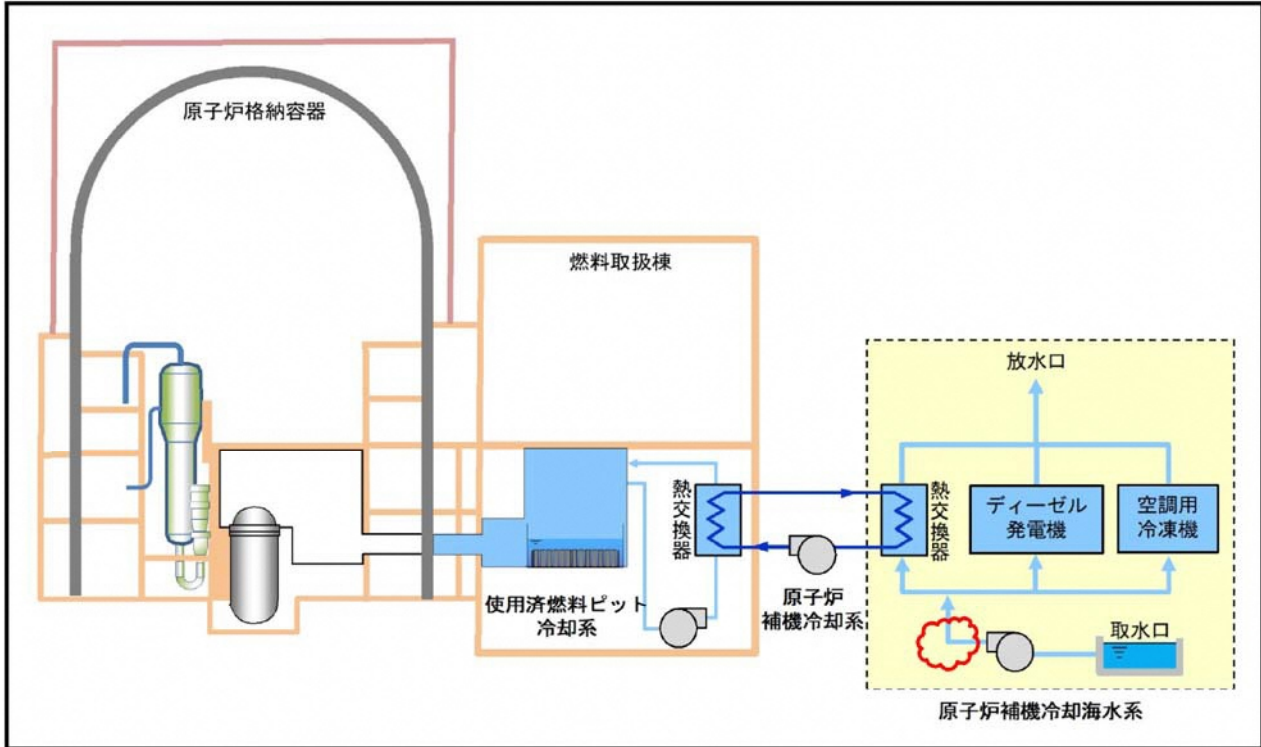 原子炉格納容器
燃料取扱棟
使用済燃料ピット
冷却系
熱交換器
原子炉
補機冷却系
放水口
熱交換器
ディーゼル
発電機
空調用
冷凍機
取水口
原子炉補機冷却海水系